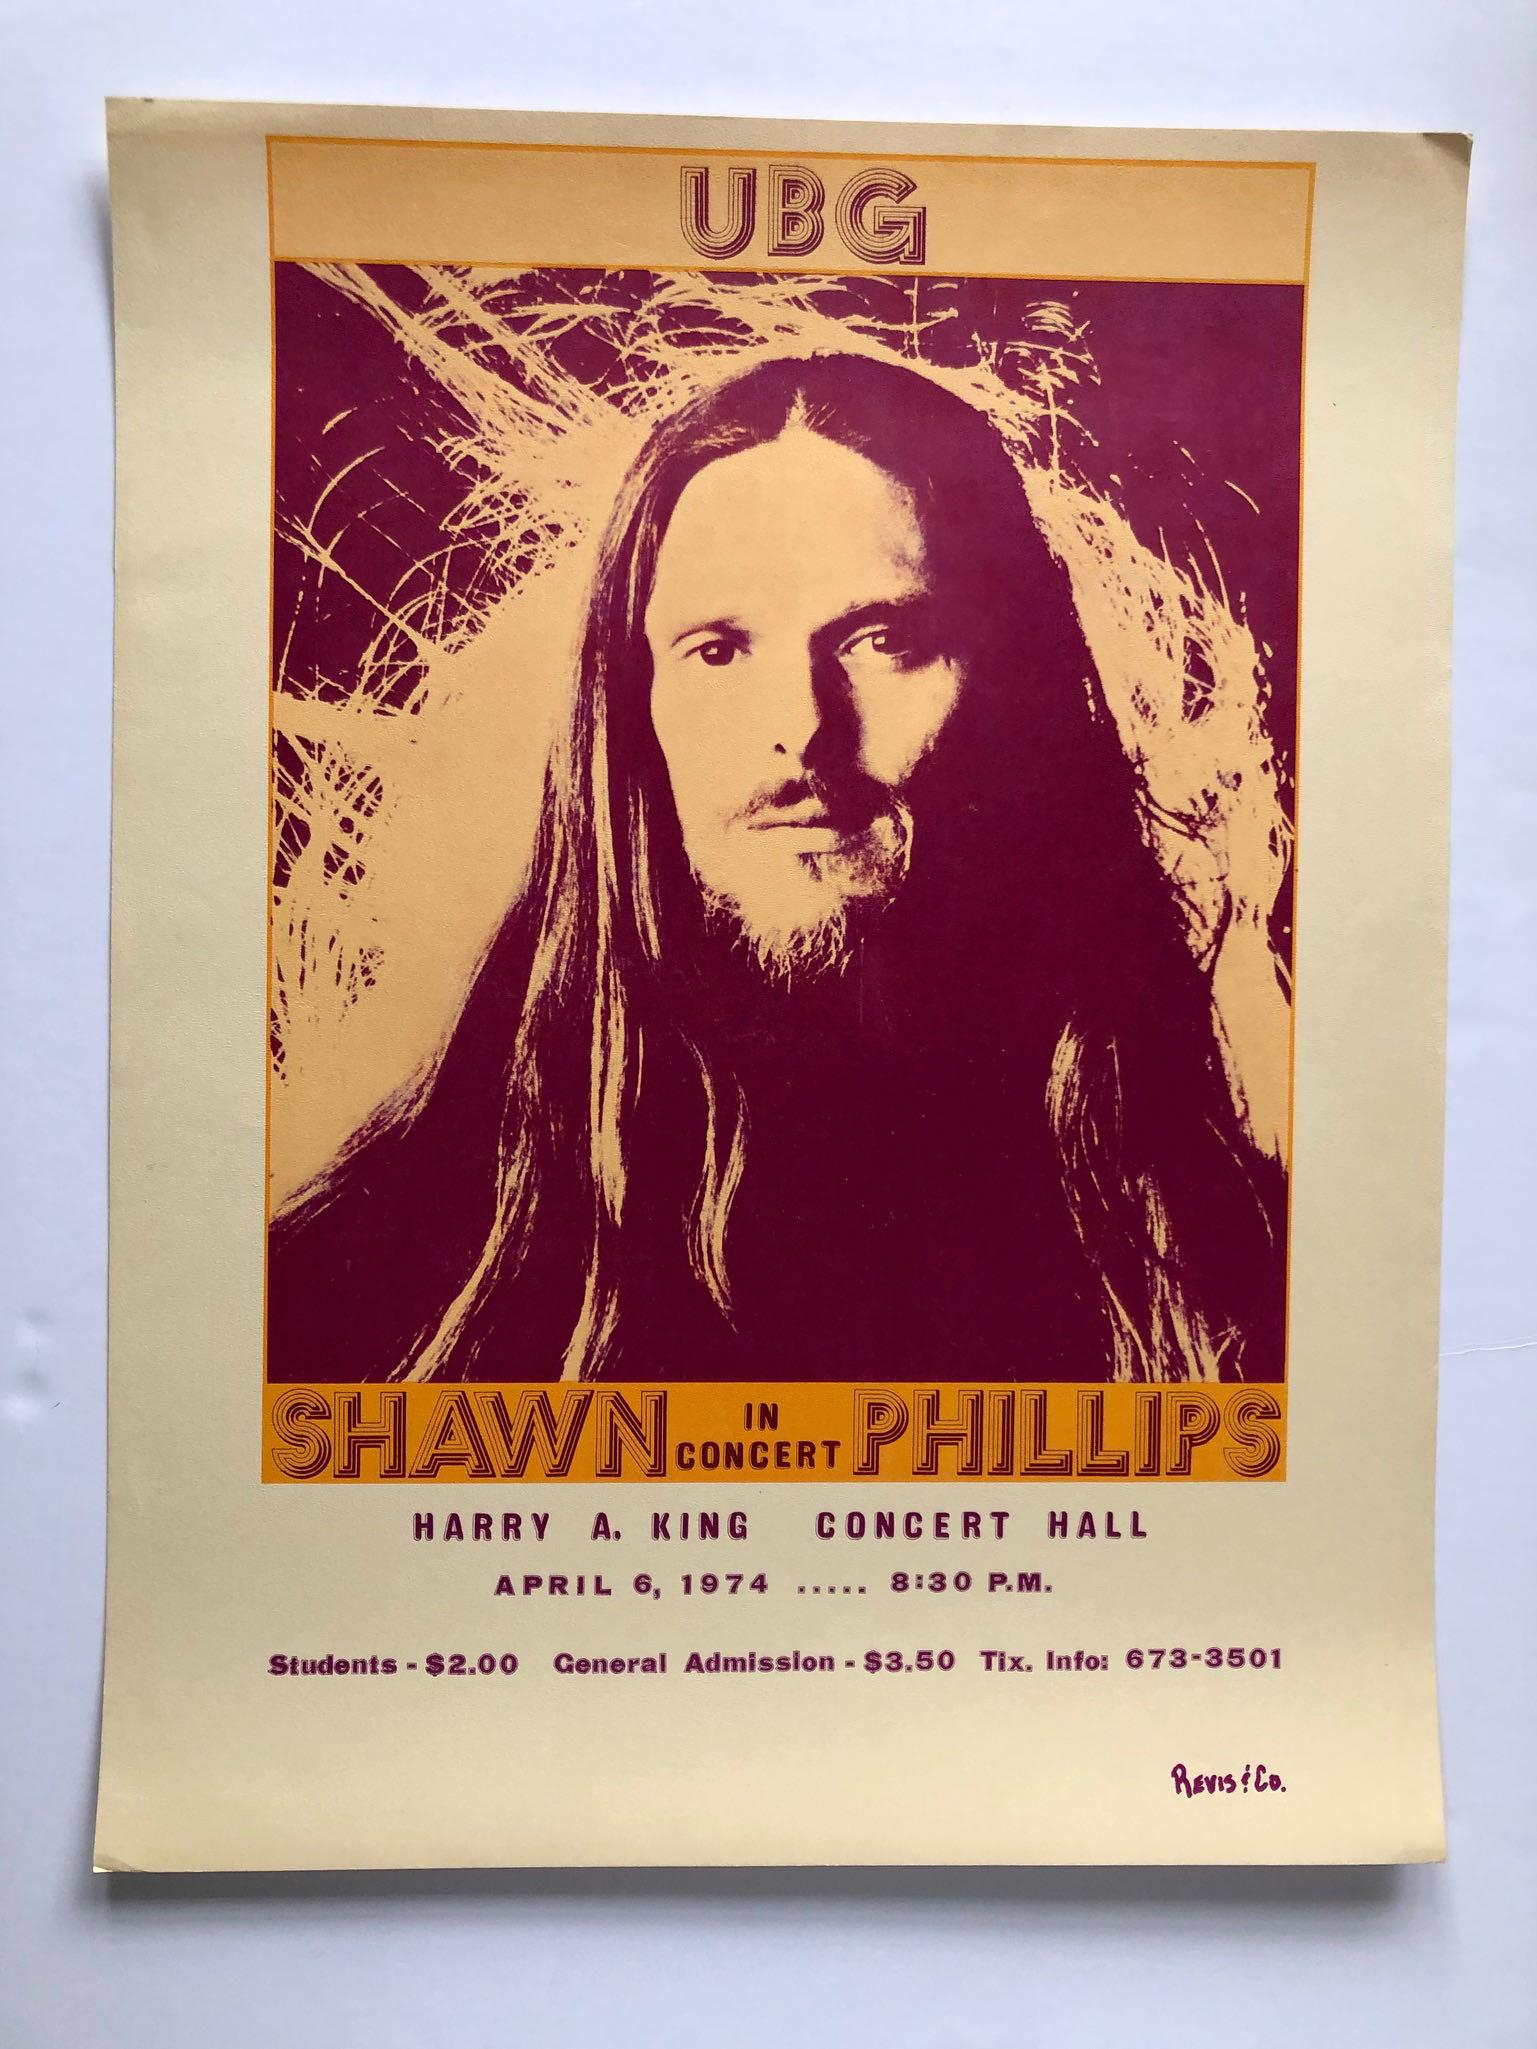 UBG
SHAWN IN CONCERT PHILLIPS
HARRY A. KING CONCERT HALL
APRIL 6, 1974 ..... 8:30 P.M.
Students - $2.00 General Admission - $3.50 Tix. Info: 673-3501
REVIS & Co.